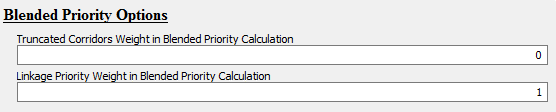 Blended Priority Options
Truncated Corridors Weight in Blended Priority Calculation
0
Linkage Priority Weight in Blended Priority Calculation
1